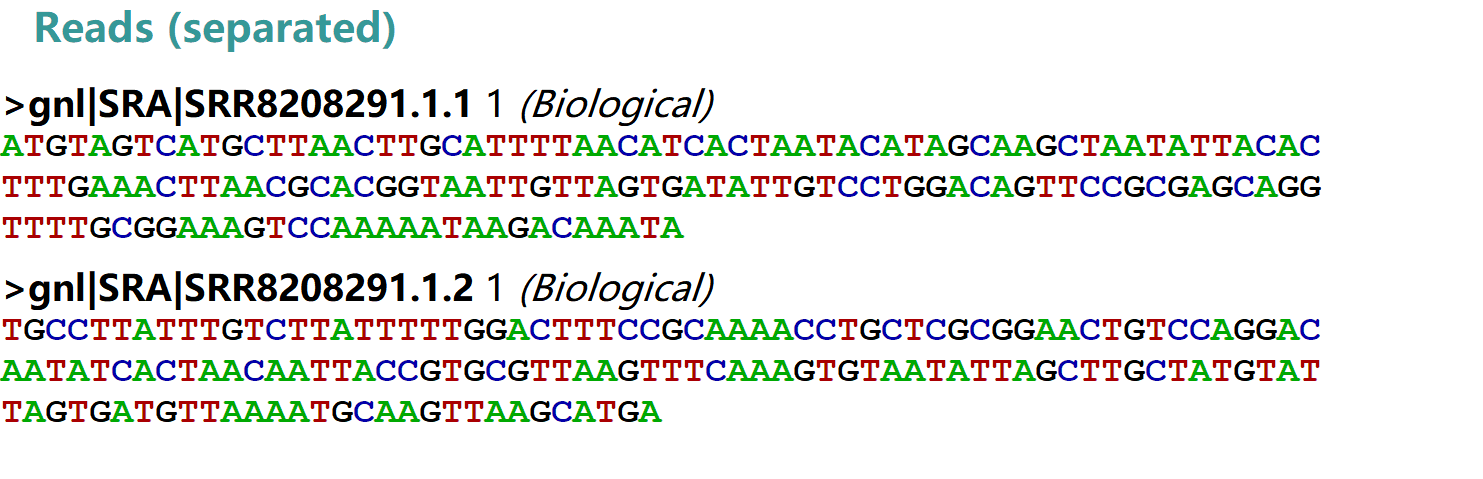 Reads (separated)
>gnl|SRA|SRR8208291.1.1 1 (Biological)
ATGTAGTCATGCTTAACTTGCATTTTAACATCACTAATACATAGCAAGCTAATATTACAC
TTTGAAACTTAACGCACGGTAATTGTTAGTGATATTGTCCTGGACAGTTCCGCGAGCAGG
TTTTGCGGAAAGTCCAAAAATAAGACAAATA
>gnl|SRA|SRR8208291.1.2 1 (Biological)
TGCCTTATTTGTCTTATTTTTGGACTTTCCGCAAAACCTGCTCGCGGAACTGTCCAGGAC
AATATCACTAACAATTACCGTGCGTTAAGTTTCAAAGTGTAATATTAGCTTGCTATGTAT
TAGTGATGTTAAAATGCAAGTTAAGCATGA